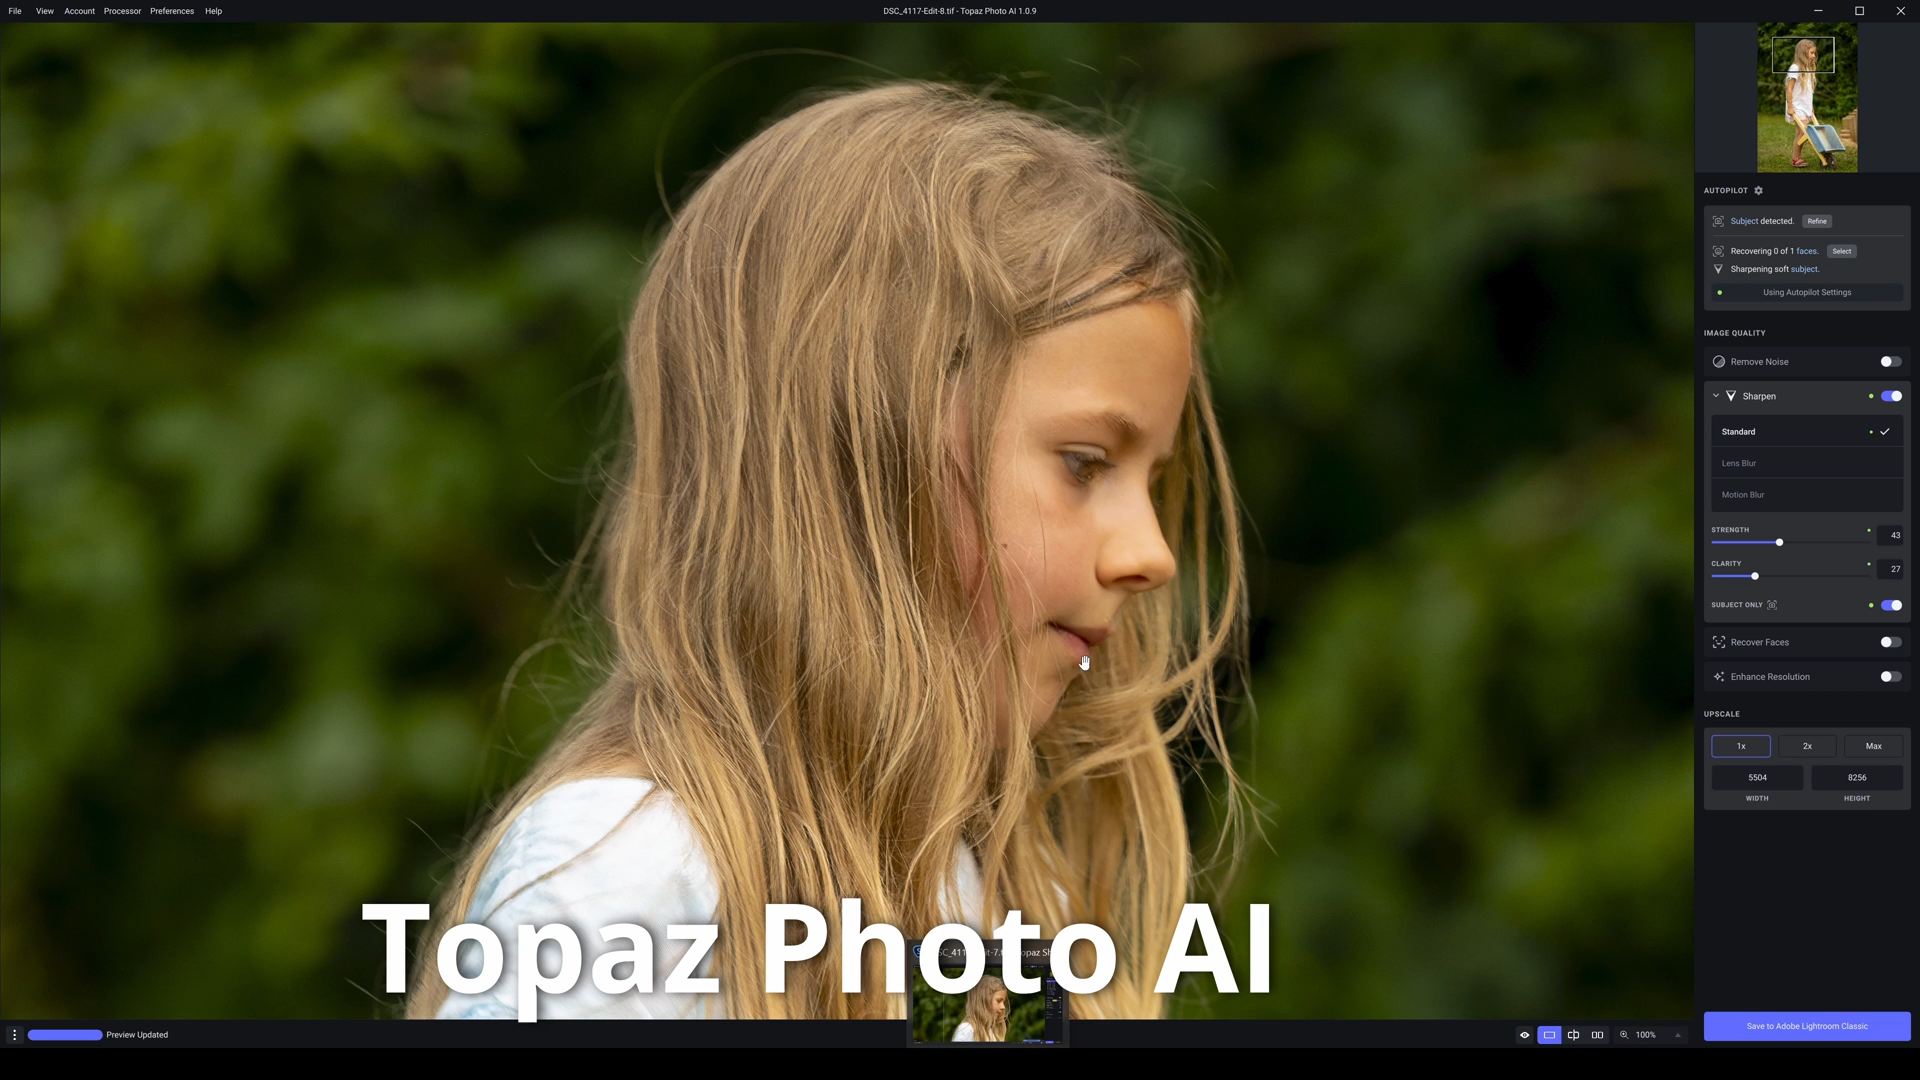 File View Account Processor Preferences Help
DSC_4117-Edit-8.tif - Topaz Photo AI 1.0.9
AUTOPILOT
Subject detected. Refine
Recovering 0 of 1 faces. Select
Sharpening soft subject.
Using Autopilot Settings
IMAGE QUALITY
Remove Noise
Sharpen
Standard
Lens Blur
Motion Blur
STRENGTH 43
CLARITY 27
SUBJECT ONLY
Recover Faces
Enhance Resolution
UPSCALE
1x 2x Max
5504 8256
WIDTH HEIGHT
Topaz Photo AI
Preview Updated
100%
Save to Adobe Lightroom Classic